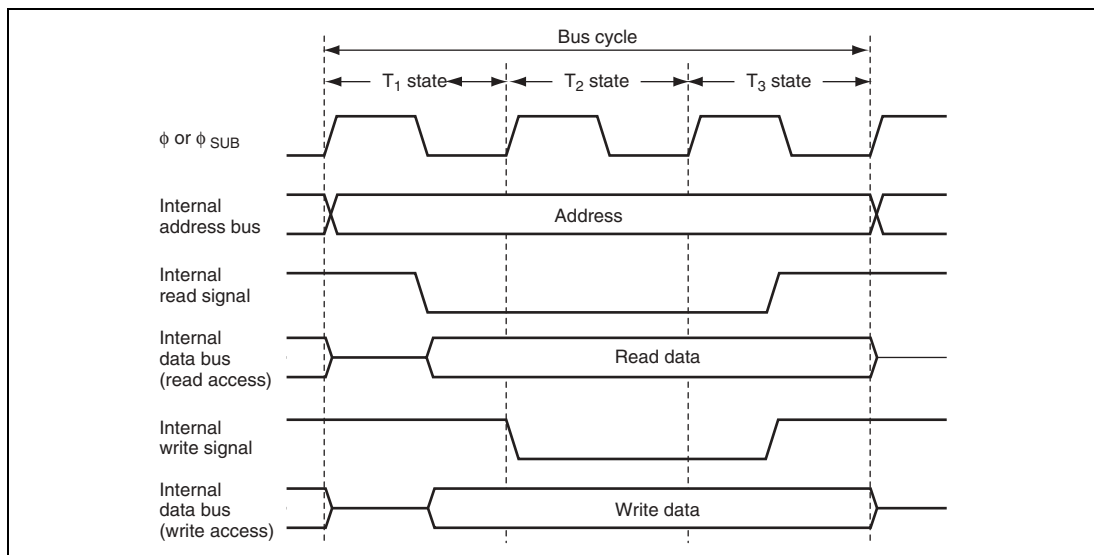 Bus cycle
T₁ state
T₂ state
T₃ state
ϕ or ϕ SUB
Internal
address bus
Address
Internal
read signal
Internal
data bus
(read access)
Read data
Internal
write signal
Internal
data bus
(write access)
Write data